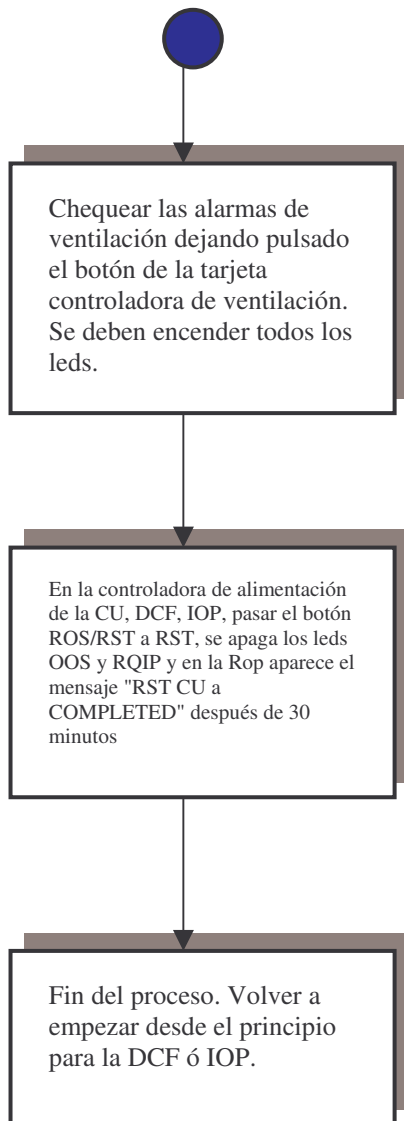 Chequear las alarmas de
ventilación dejando pulsado
el botón de la tarjeta
controladora de ventilación.
Se deben encender todos los
leds.
En la controladora de alimentación
de la CU, DCF, IOP, pasar el botón
ROS/RST a RST, se apaga los leds
OOS y RQIP y en la Rop aparece el
mensaje "RST CU a
COMPLETED" después de 30
minutos
Fin del proceso. Volver a
empezar desde el principio
para la DCF ó IOP.